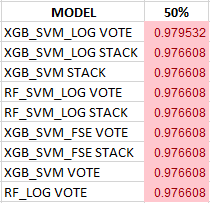 MODEL 50%
XGB_SVM_LOG VOTE 0.979532
XGB_SVM_LOG STACK 0.976608
XGB_SVM STACK 0.976608
RF_SVM_LOG VOTE 0.976608
RF_SVM_LOG STACK 0.976608
XGB_SVM_FSE VOTE 0.976608
XGB_SVM_FSE STACK 0.976608
XGB_SVM VOTE 0.976608
RF_LOG VOTE 0.976608